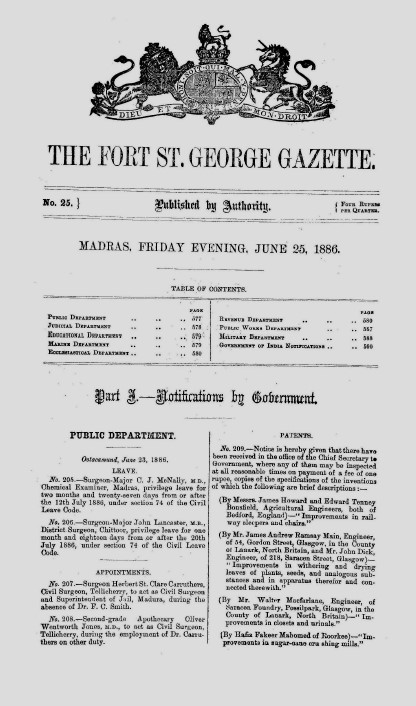 DIEU ET MON DROIT
THE FORT ST. GEORGE GAZETTE.
No. 25. }
Published by Authority.
{ FOUR RUPEES
PER QUARTER.
MADRAS, FRIDAY EVENING, JUNE 25, 1886.
TABLE OF CONTENTS.
PAGE
PUBLIC DEPARTMENT .. .. .. 577
JUDICIAL DEPARTMENT .. .. .. 578
EDUCATIONAL DEPARTMENT .. .. .. 579
MARINE DEPARTMENT .. .. .. 579
ECCLESIASTICAL DEPARTMENT .. .. .. 580
PAGE
REVENUE DEPARTMENT .. .. .. 580
PUBLIC WORKS DEPARTMENT .. .. 587
MILITARY DEPARTMENT .. .. .. 588
GOVERNMENT OF INDIA NOTIFICATIONS .. ..
Part I.—Notifications by Government.
PUBLIC DEPARTMENT.
Ootacamund, June 23, 1886.
LEAVE.
No. 205.—Surgeon-Major C. J. McNally, M.D.,
Chemical Examiner, Madras, privilege leave for
two months and twenty-seven days from or after
the 12th July 1886, under section 74 of the Civil
Leave Code.
No. 206.—Surgeon-Major John Lancaster, M.D.,
District Surgeon, Chittoor, privilege leave for one
month and eighteen days from or after the 20th
July 1886, under section 74 of the Civil Leave
Code.
APPOINTMENTS.
No. 207.—Surgeon Herbert St. Clare Carruthers,
Civil Surgeon, Tellicherry, to act as Civil Surgeon
and Superintendent of Jail, Madura, during the
absence of Dr. F. C. Smith.
No. 208.—Second-grade Apothecary Oliver
Wentworth Jones, M.D., to act as Civil Surgeon,
Tellicherry, during the employment of Dr. Carru-
thers on other duty.
PATENTS.
No. 209.—Notice is hereby given that there have
been received in the office of the Chief Secretary to
Government, where any of them may be inspected
at all reasonable times on payment of a fee of one
rupee, copies of the specifications of the inventions
of which the following are brief descriptions:—
(By Messrs. James Howard and Edward Tenney
Bousfield, Agricultural Engineers, both of
Bedford, England)—"Improvements in rail-
way sleepers and chairs."
(By Mr. James Andrew Ramsay Main, Engineer,
of 54, Gordon Street, Glasgow, in the County
of Lanark, North Britain, and Mr. John Dick,
Engineer, of 218, Saracen Street, Glasgow)—
"Improvements in withering and drying
leaves of plants, seeds, and analogous sub-
stances and in apparatus therefor and con-
nected therewith."
(By Mr. Walter Macfarlane, Engineer, of
Saracen Foundry, Possilpark, Glasgow, in the
County of Lanark, North Britain)—"Im-
provements in closets and urinals."
(By Hafiz Fakeer Mahomed of Roorkee)—"Im-
provements in sugar-cane crushing mills."